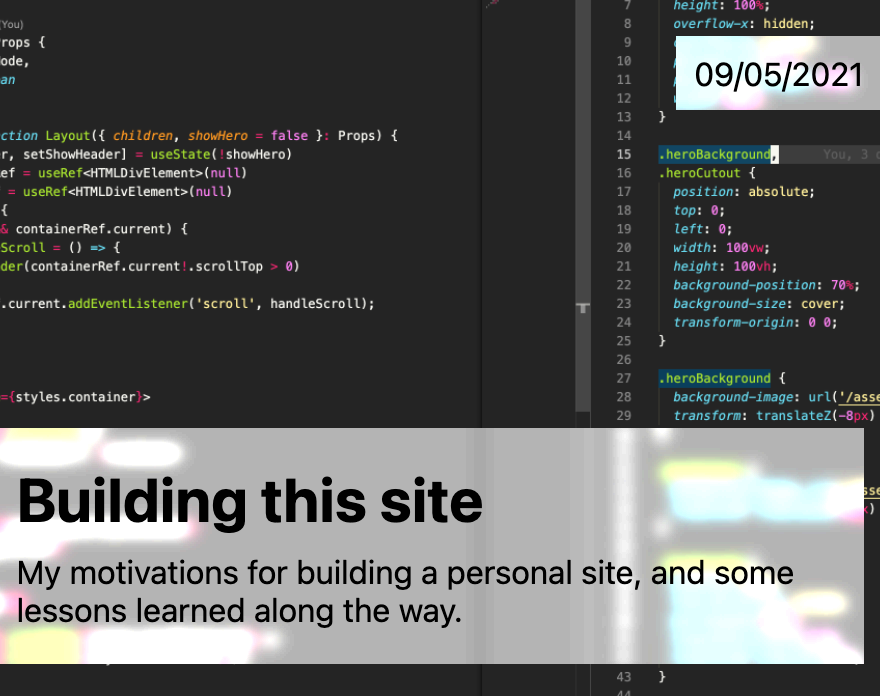 (You)
rops {
ode,
an
ction Layout({ children, showHero = false }: Props) {
r, setShowHeader] = useState(!showHero)
ef = useRef<HTMLDivElement>(null)
= useRef<HTMLDivElement>(null)
{
& containerRef.current) {
Scroll = () => {
der(containerRef.current!.scrollTop > 0)
.current.addEventListener('scroll', handleScroll);
={styles.container}>
7 height: 100%;
8 overflow-x: hidden;
9
10
11
12
13 }
14
15 .heroBackground, You, 3 d
16 .heroCutout {
17 position: absolute;
18 top: 0;
19 left: 0;
20 width: 100vw;
21 height: 100vh;
22 background-position: 70%;
23 background-size: cover;
24 transform-origin: 0 0;
25 }
26
27 .heroBackground {
28 background-image: url('/asse
29 transform: translateZ(-8px)
sse
x)
43 }
44
09/05/2021
Building this site
My motivations for building a personal site, and some
lessons learned along the way.